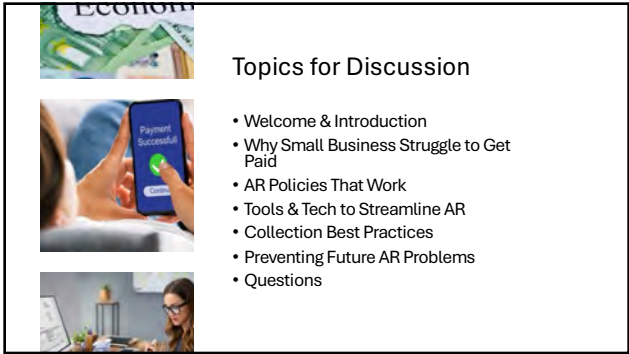 Topics for Discussion
• Welcome & Introduction
• Why Small Business Struggle to Get
Paid
• AR Policies That Work
• Tools & Tech to Streamline AR
• Collection Best Practices
• Preventing Future AR Problems
• Questions
Payment
Successfull